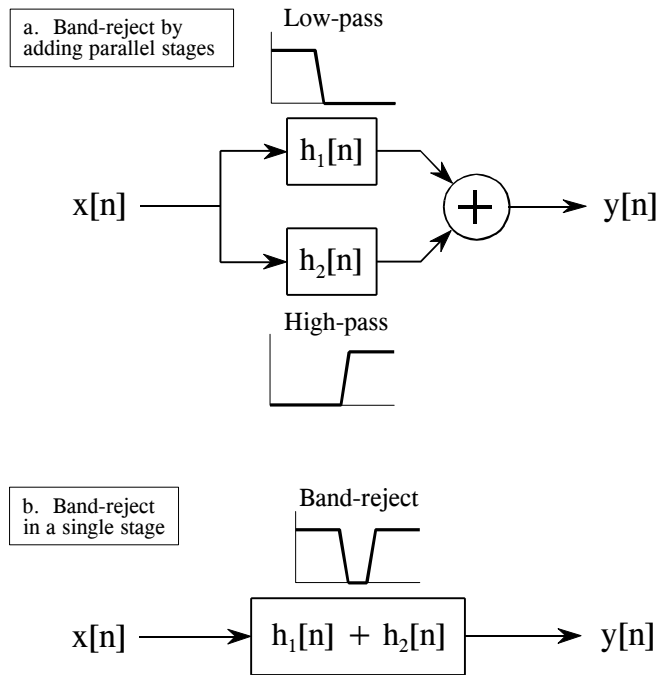 a. Band-reject by
adding parallel stages
Low-pass
h₁[n]
x[n]
+
y[n]
h₂[n]
High-pass
b. Band-reject
in a single stage
Band-reject
x[n]
h₁[n] + h₂[n]
y[n]